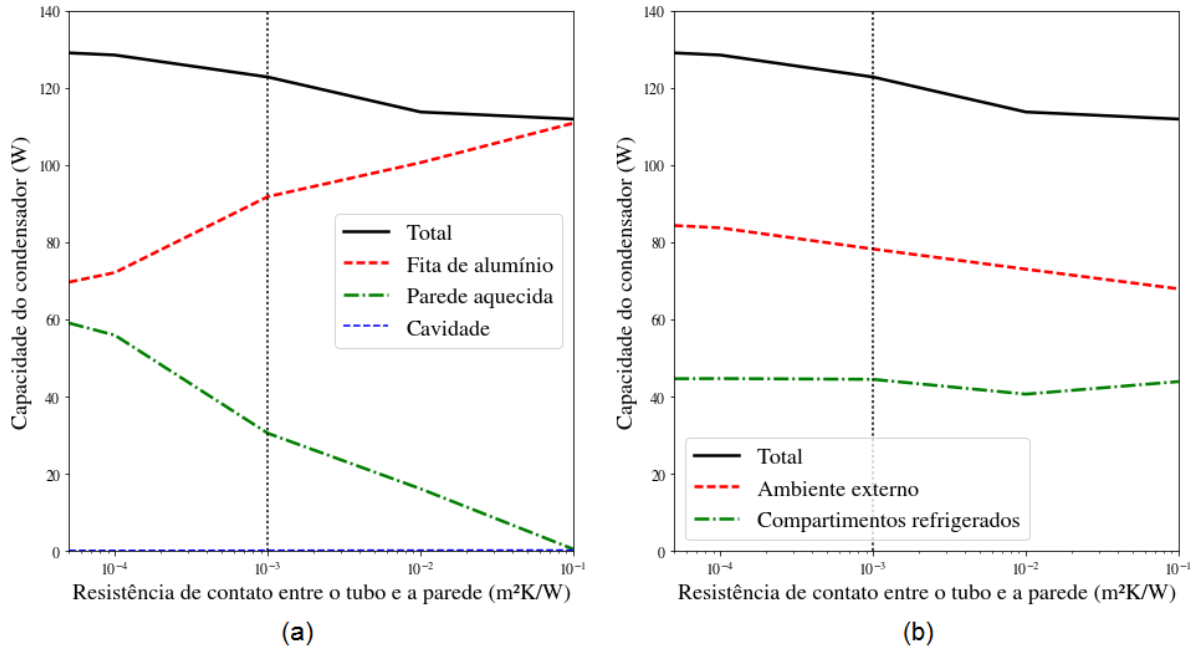 Capacidade do condensador (W)
140
120
100
80
60
40
20
0
Total
Fita de alumínio
Parede aquecida
Cavidade
10⁻⁴
10⁻³
10⁻²
10⁻¹
Resistência de contato entre o tubo e a parede (m²K/W)
(a)
Capacidade do condensador (W)
140
120
100
80
60
40
20
0
Total
Ambiente externo
Compartimentos refrigerados
10⁻⁴
10⁻³
10⁻²
10⁻¹
Resistência de contato entre o tubo e a parede (m²K/W)
(b)